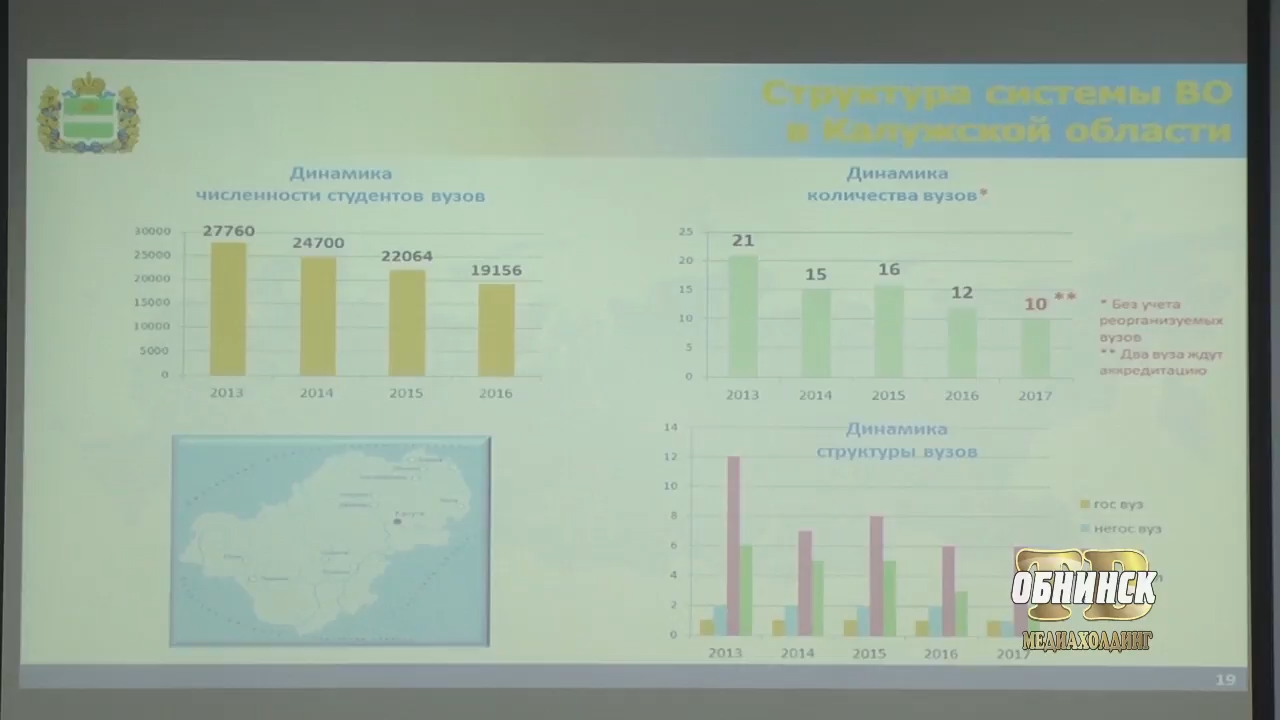 Структура системы ВО
в Калужской области
Динамика
численности студентов вузов
30000
25000
20000
15000
10000
5000
0
27760
24700
22064
19156
2013
2014
2015
2016
Динамика
количества вузов*
25
20
15
10
5
0
21
15
16
12
10 **
2013
2014
2015
2016
2017
* Без учета
реорганизуемых
вузов
** Два вуза ждут
аккредитацию
Динамика
структуры вузов
14
12
10
8
6
4
2
0
2013
2014
2015
2016
2017
гос вуз
негос вуз
Калуга
ТВ
ОБНИНСК
МЕДИАХОЛДИНГ
19